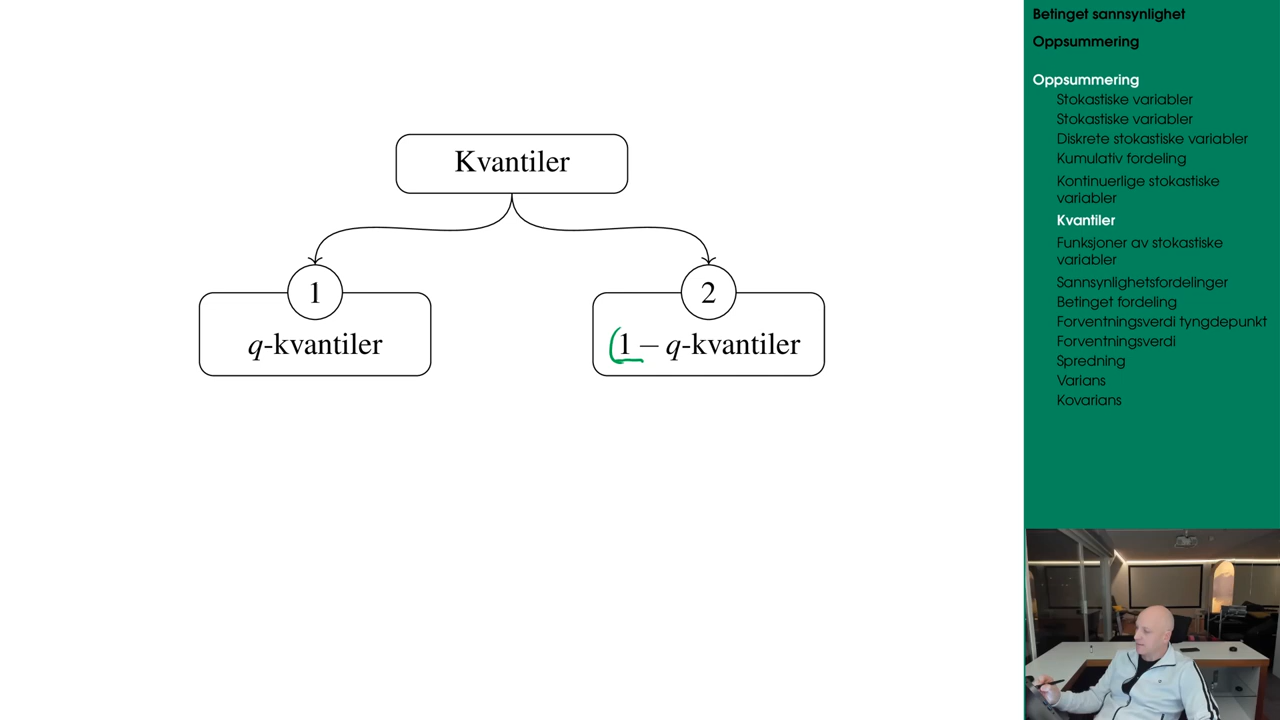 Kvantiler
1
q-kvantiler
2
(1 − q-kvantiler
Betinget sannsynlighet
Oppsummering
Oppsummering
Stokastiske variabler
Stokastiske variabler
Diskrete stokastiske variabler
Kumulativ fordeling
Kontinuerlige stokastiske
variabler
Kvantiler
Funksjoner av stokastiske
variabler
Sannsynlighetsfordelinger
Betinget fordeling
Forventningsverdi tyngdepunkt
Forventningsverdi
Spredning
Varians
Kovarians